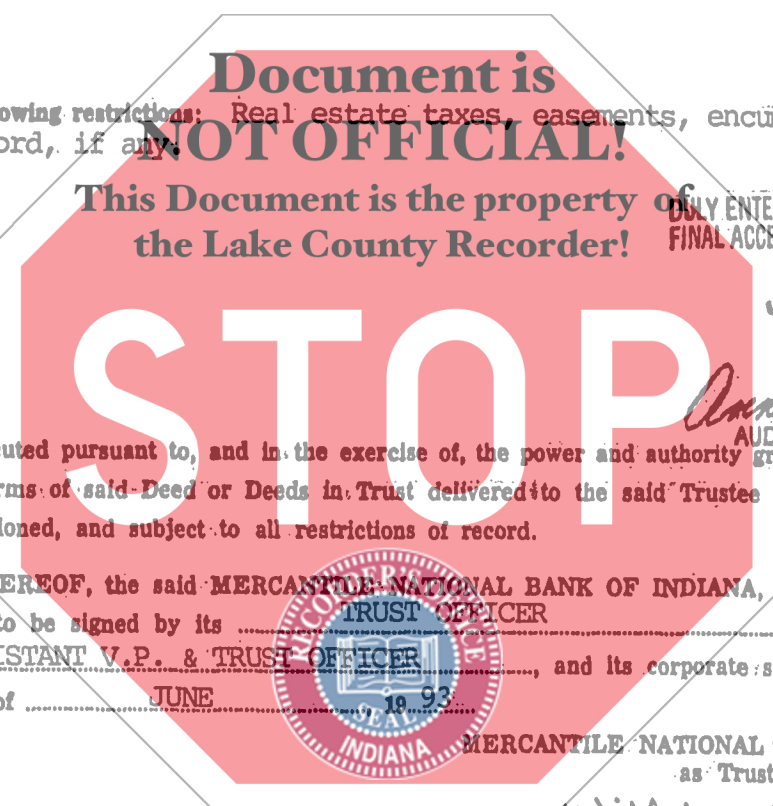 Document is
owing restrictions: Real estate taxes, easements, encu
ord, if any.
NOT OFFICIAL!
This Document is the property of
DULY ENTE
the Lake County Recorder!
FINAL ACCE
STOP
AUD
uted pursuant to, and in the exercise of, the power and authority gr
rms of said Deed or Deeds in Trust delivered to the said Trustee
ioned, and subject to all restrictions of record.
EREOF, the said MERCANTILE NATIONAL BANK OF INDIANA,
to be signed by its TRUST OFFICER
ISTANT V.P. & TRUST OFFICER, and its corporate s
of JUNE, 19 93
RECORDER'S OFFICE
SEAL
INDIANA
MERCANTILE NATIONAL
as Trust